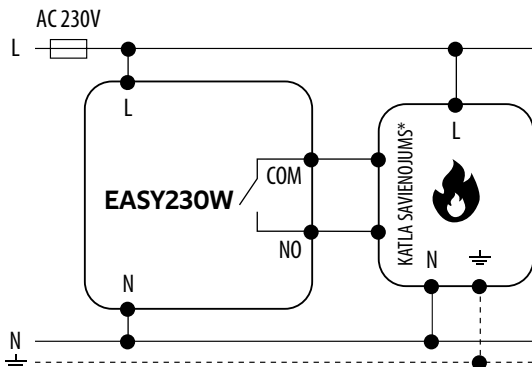 AC 230V
L
L
L
COM
EASY230W
KATLA SAVIENOJUMS*
NO
N
N
N